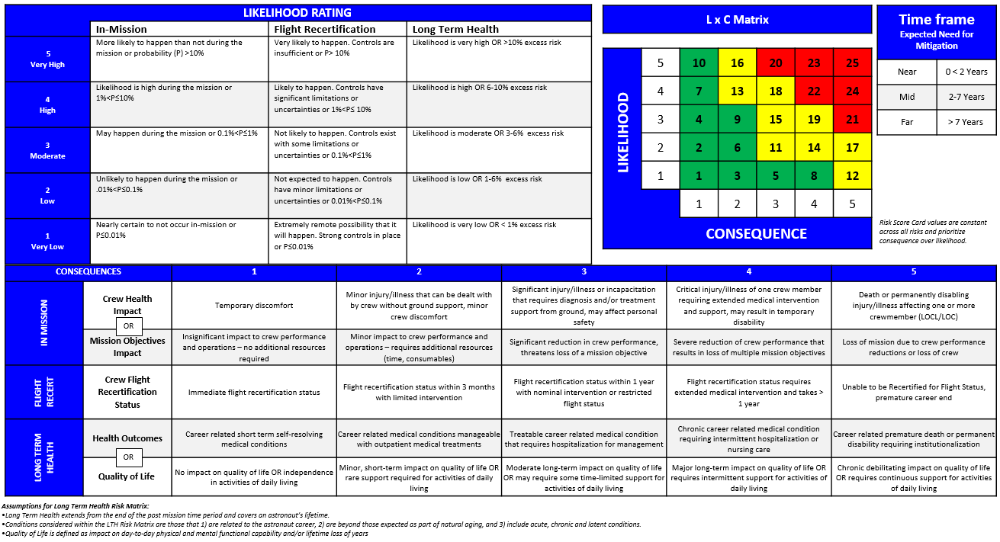 LIKELIHOOD RATING
In-Mission
Flight Recertification
Long Term Health
5
Very High
More likely to happen than not during the
mission or probability (P) >10%
Very likely to happen. Controls are
insufficient or P> 10%
Likelihood is very high OR >10% excess risk
4
High
Likelihood is high during the mission or
1%<P≤10%
Likely to happen. Controls have
significant limitations or
uncertainties or 1%<P≤ 10%
Likelihood is high OR 6-10% excess risk
3
Moderate
May happen during the mission or 0.1%<P≤1%
Not likely to happen. Controls exist
with some limitations or
uncertainties or 0.1%<P≤1%
Likelihood is moderate OR 3-6%  excess risk
2
Low
Unlikely to happen during the mission or
.01%<P≤0.1%
Not expected to happen. Controls
have minor limitations or
uncertainties or 0.01%<P≤0.1%
Likelihood is low OR 1-6%  excess risk
1
Very Low
Nearly certain to not occur in-mission or
P≤0.01%
Extremely remote possibility that it
will happen. Strong controls in place
or P≤0.01%
Likelihood is very low OR < 1% excess risk
L x C Matrix
LIKELIHOOD
5 10 16 20 23 25
4 7 13 18 22 24
3 4 9 15 19 21
2 2 6 11 14 17
1 1 3 5 8 12
1 2 3 4 5
CONSEQUENCE
Time frame
Expected Need for
Mitigation
Near 0 < 2 Years
Mid 2-7 Years
Far > 7 Years
Risk Score Card values are constant
across all risks and prioritize
consequence over likelihood.
CONSEQUENCES 1 2 3 4 5
IN MISSION
Crew Health
Impact
Temporary discomfort
Minor injury/illness that can be dealt with
by crew without ground support, minor
crew discomfort
Significant injury/illness or incapacitation
that requires diagnosis and/or treatment
support from ground, may affect personal
safety
Critical injury/illness of one crew member
requiring extended medical intervention
and support, may result in temporary
disability
Death or permanently disabling
injury/illness affecting one or more
crewmember (LOCL/LOC)
OR
Mission Objectives
Impact
Insignificant impact to crew performance
and operations – no additional resources
required
Minor impact to crew performance and
operations – requires additional resources
(time, consumables)
Significant reduction in crew performance,
threatens loss of a mission objective
Severe reduction of crew performance that
results in loss of multiple mission objectives
Loss of mission due to crew performance
reductions or loss of crew
FLIGHT
RECERT
Crew Flight
Recertification
Status
Immediate flight recertification status
Flight recertification status within 3 months
with limited intervention
Flight recertification status within 1 year
with nominal intervention or restricted
flight status
Flight recertification status requires
extended medical intervention and takes >
1 year
Unable to be Recertified for Flight Status,
premature career end
LONG TERM
HEALTH
Health Outcomes
Career related short term self-resolving
medical conditions
Career related medical conditions manageable
with outpatient medical treatments
Treatable career related medical condition
that requires hospitalization for management
Chronic career related medical condition
requiring intermittent hospitalization or
nursing care
Career related premature death or permanent
disability requiring institutionalization
OR
Quality of Life
No impact on quality of life OR independence
in activities of daily living
Minor, short-term impact on quality of life OR
rare support required for activities of daily
living
Moderate long-term impact on quality of life
OR may require some time-limited support for
activities of daily living
Major long-term impact on quality of life OR
requires intermittent support for activities of
daily living
Chronic debilitating impact on quality of life
OR requires continuous support for activities
of daily living
Assumptions for Long Term Health Risk Matrix:
•Long Term Health extends from the end of the post mission time period and covers an astronaut's lifetime.
•Conditions considered within the LTH Risk Matrix are those that 1) are related to the astronaut career, 2) are beyond those expected as part of natural aging, and 3) include acute, chronic and latent conditions.
•Quality of Life is defined as impact on day-to-day physical and mental functional capability and/or lifetime loss of years